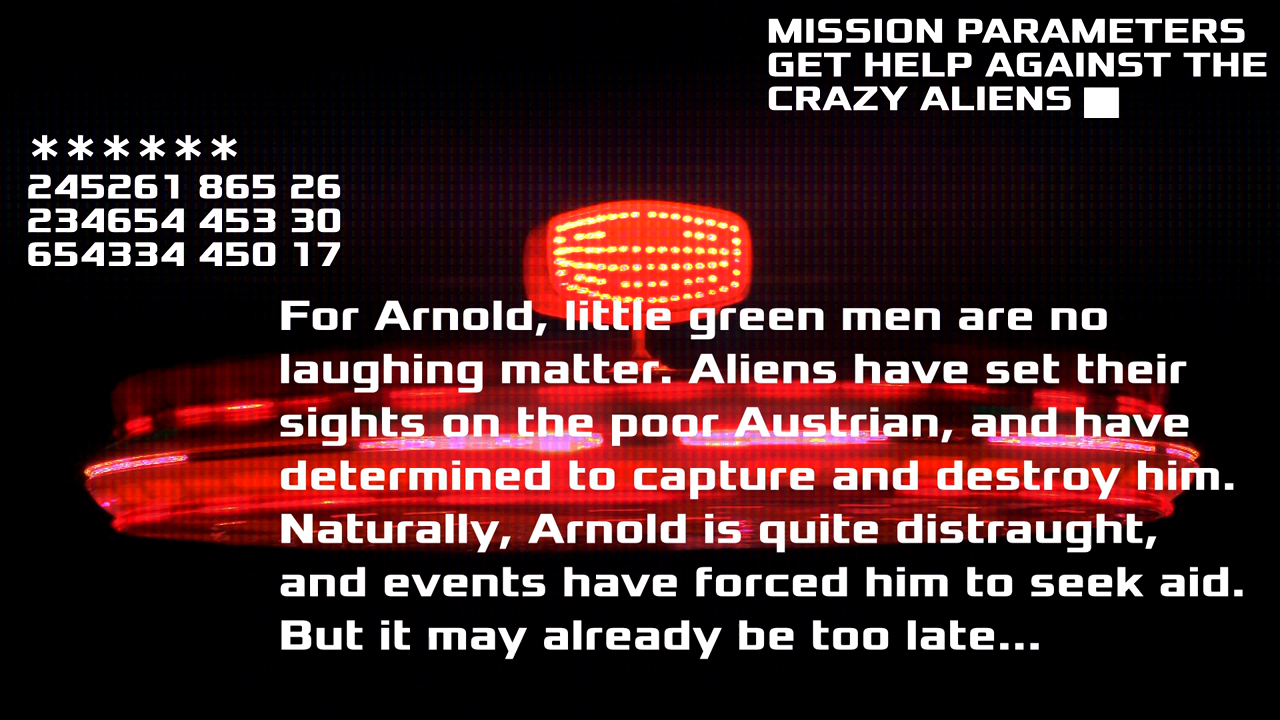 MISSION PARAMETERS
GET HELP AGAINST THE
CRAZY ALIENS
******
245261 865 26
234654 453 30
654334 450 17
For Arnold, little green men are no
laughing matter. Aliens have set their
sights on the poor Austrian, and have
determined to capture and destroy him.
Naturally, Arnold is quite distraught,
and events have forced him to seek aid.
But it may already be too late...